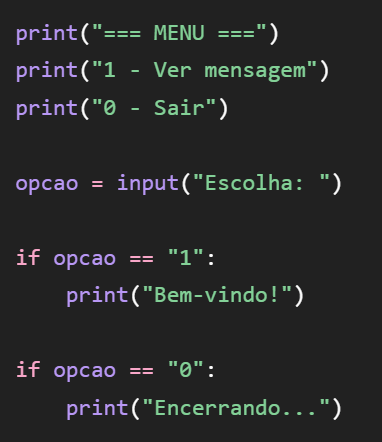 print("=== MENU ===")
print("1 - Ver mensagem")
print("0 - Sair")
opcao = input("Escolha: ")
if opcao == "1":
    print("Bem-vindo!")
if opcao == "0":
    print("Encerrando...")